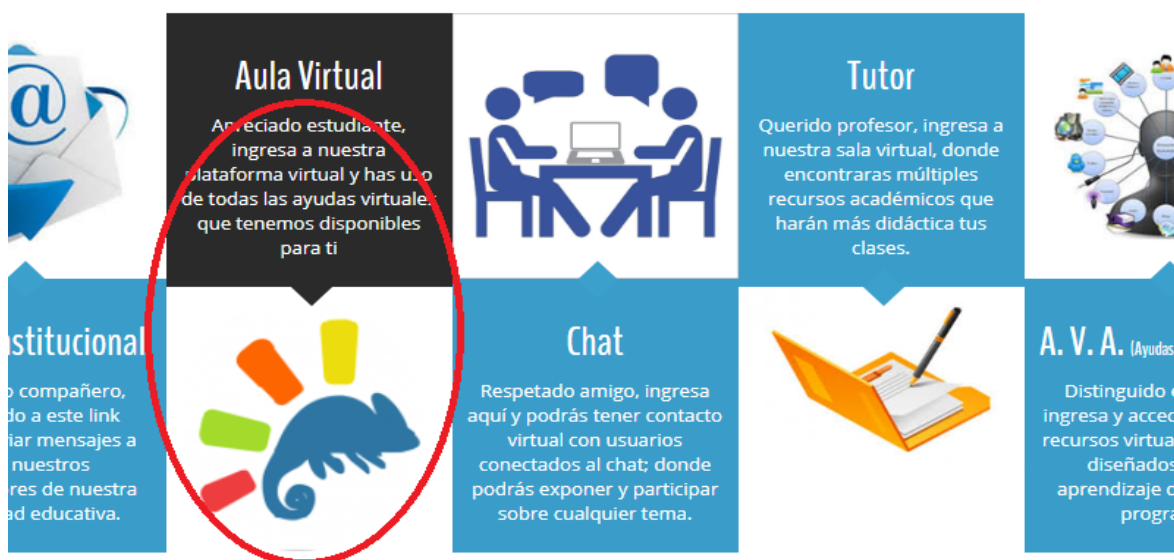 Aula Virtual
Apreciado estudiante,
ingresa a nuestra
plataforma virtual y has uso
de todas las ayudas virtuales
que tenemos disponibles
para ti
Tutor
Querido profesor, ingresa a
nuestra sala virtual, donde
encontraras múltiples
recursos académicos que
harán más didáctica tus
clases.
stitucional
compañero,
do a este link
iar mensajes a
nuestros
res de nuestra
ad educativa.
Chat
Respetado amigo, ingresa
aquí y podrás tener contacto
virtual con usuarios
conectados al chat; donde
podrás exponer y participar
sobre cualquier tema.
A. V. A. (Ayudas
Distinguido
ingresa y acced
recursos virtua
diseñados
aprendizaje
progra